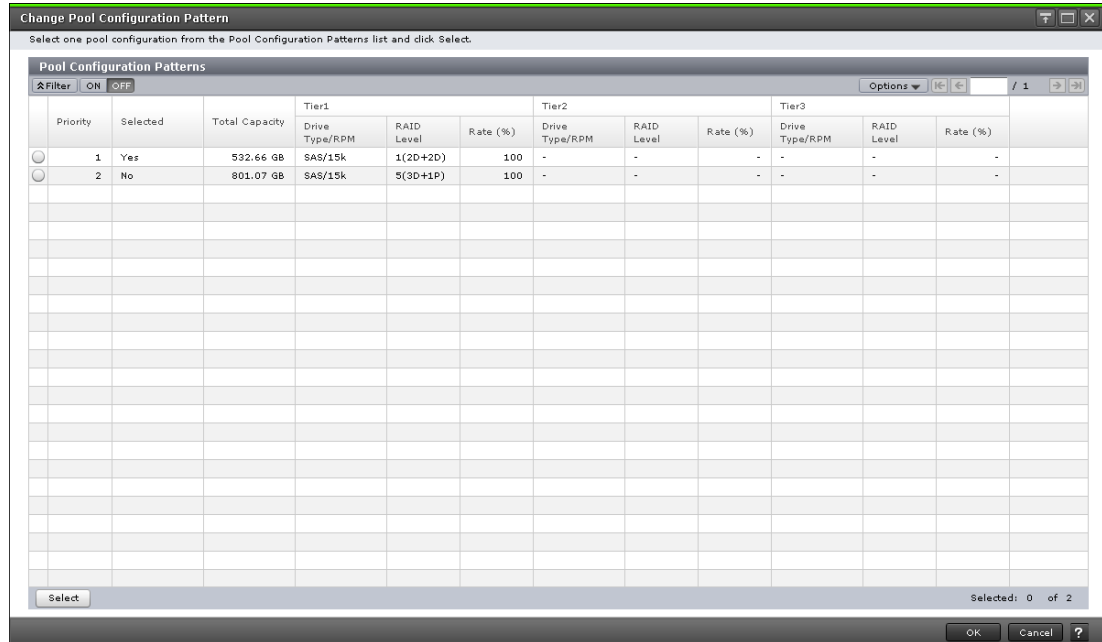 Change Pool Configuration Pattern
Select one pool configuration from the Pool Configuration Patterns list and click Select.
Pool Configuration Patterns
Filter ON OFF Options / 1
Tier1 Tier2 Tier3
Priority Selected Total Capacity Drive Type/RPM RAID Level Rate (%) Drive Type/RPM RAID Level Rate (%) Drive Type/RPM RAID Level Rate (%)
1 Yes 532.66 GB SAS/15k 1(2D+2D) 100 - - - - - -
2 No 801.07 GB SAS/15k 5(3D+1P) 100 - - - - - -
Select Selected: 0 of 2
OK Cancel ?